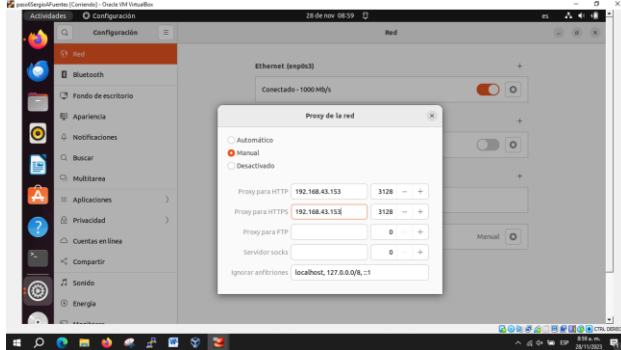 paso4SergioAFuentes [Corriendo] - Oracle VM VirtualBox
Actividades Configuración 28 de nov 08:59 es
Configuración Red
Red
Bluetooth
Fondo de escritorio
Apariencia
Notificaciones
Buscar
Multitarea
Aplicaciones
Privacidad
Cuentas en línea
Compartir
Sonido
Energía
Ethernet (enp0s3)
Conectado - 1000 Mb/s
Manual
Proxy de la red
Automático
Manual
Desactivado
Proxy para HTTP 192.168.43.153 3128 - +
Proxy para HTTPS 192.168.43.153 3128 - +
Proxy para FTP 0 - +
Servidor socks 0 - +
Ignorar anfitriones localhost, 127.0.0.0/8, ::1
CTRL DEREC
ESP 8:59 a. m.
28/11/2023